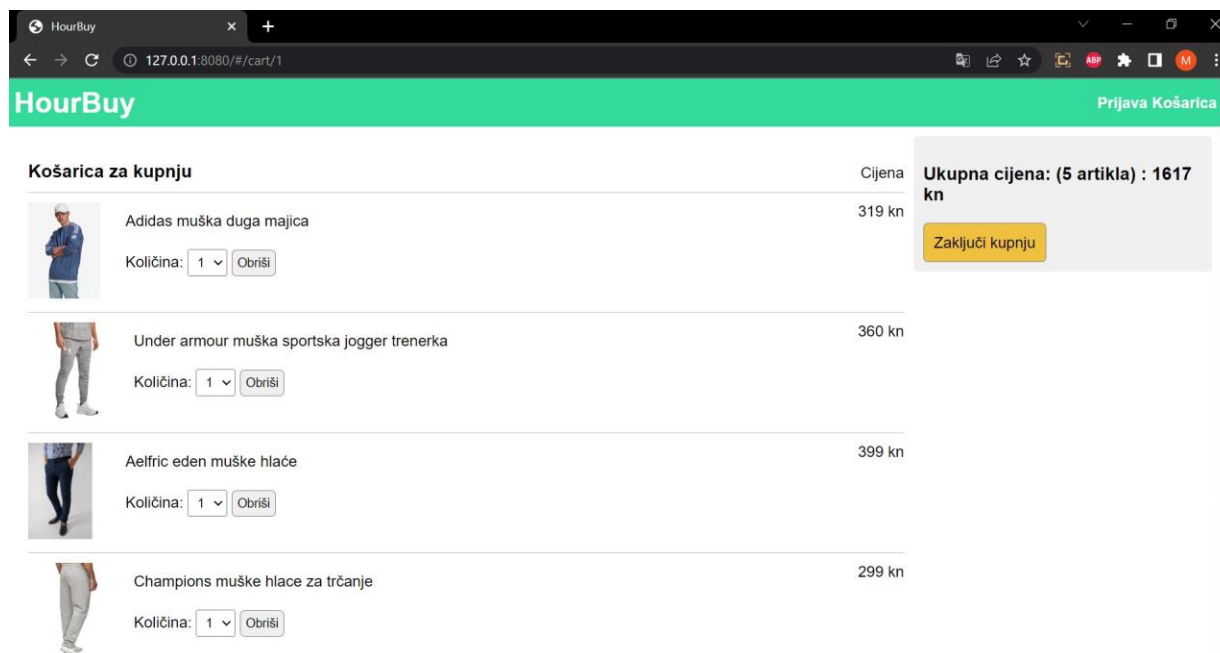 HourBuy
127.0.0.1:8080/#/cart/1
ABP
M
HourBuy
Prijava Košarica
Košarica za kupnju
Cijena
Adidas muška duga majica
319 kn
Količina: 1 Obriši
Under armour muška sportska jogger trenerka
360 kn
Količina: 1 Obriši
Aelfric eden muške hlaće
399 kn
Količina: 1 Obriši
Champions muške hlace za trčanje
299 kn
Količina: 1 Obriši
Ukupna cijena: (5 artikla) : 1617
kn
Zaključi kupnju